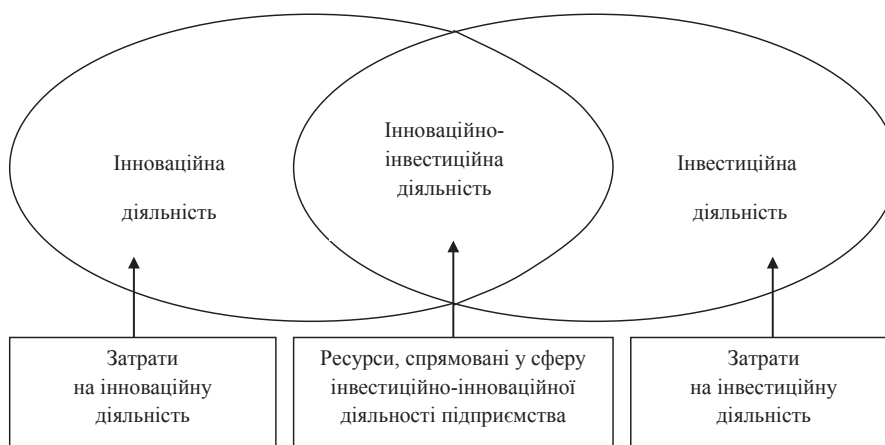 Інноваційна
діяльність
Інноваційно-
інвестиційна
діяльність
Інвестиційна
діяльність
Затрати
на інноваційну
діяльність
Ресурси, спрямовані у сферу
інвестиційно-інноваційної
діяльності підприємства
Затрати
на інвестиційну
діяльність